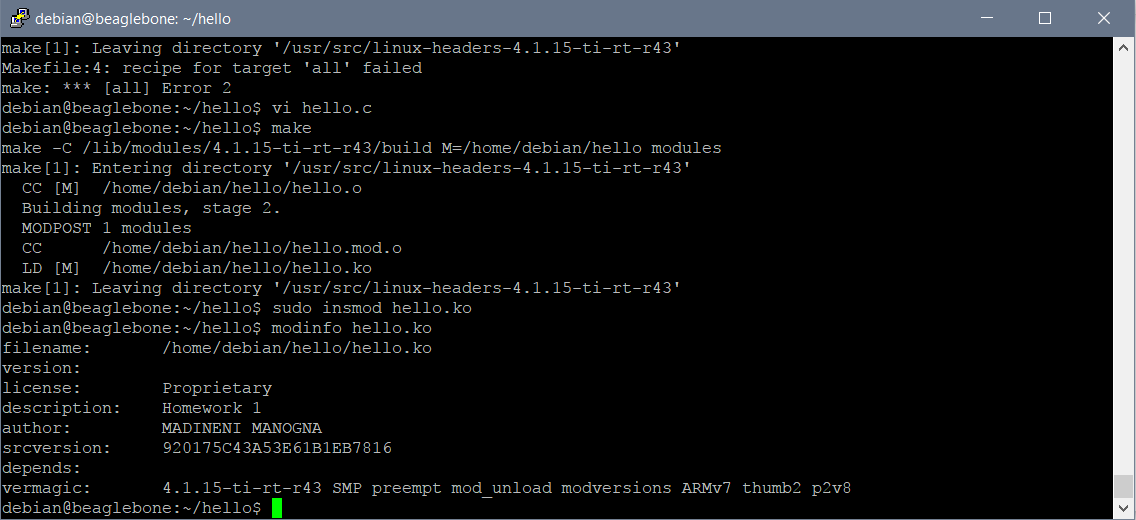 debian@beaglebone: ~/hello
make[1]: Leaving directory '/usr/src/linux-headers-4.1.15-ti-rt-r43'
Makefile:4: recipe for target 'all' failed
make: *** [all] Error 2
debian@beaglebone:~/hello$ vi hello.c
debian@beaglebone:~/hello$ make
make -C /lib/modules/4.1.15-ti-rt-r43/build M=/home/debian/hello modules
make[1]: Entering directory '/usr/src/linux-headers-4.1.15-ti-rt-r43'
  CC [M]  /home/debian/hello/hello.o
  Building modules, stage 2.
  MODPOST 1 modules
  CC      /home/debian/hello/hello.mod.o
  LD [M]  /home/debian/hello/hello.ko
make[1]: Leaving directory '/usr/src/linux-headers-4.1.15-ti-rt-r43'
debian@beaglebone:~/hello$ sudo insmod hello.ko
debian@beaglebone:~/hello$ modinfo hello.ko
filename:       /home/debian/hello/hello.ko
version:
license:        Proprietary
description:    Homework 1
author:         MADINENI MANOGNA
srcversion:     920175C43A53E61B1EB7816
depends:
vermagic:       4.1.15-ti-rt-r43 SMP preempt mod_unload modversions ARMv7 thumb2 p2v8
debian@beaglebone:~/hello$